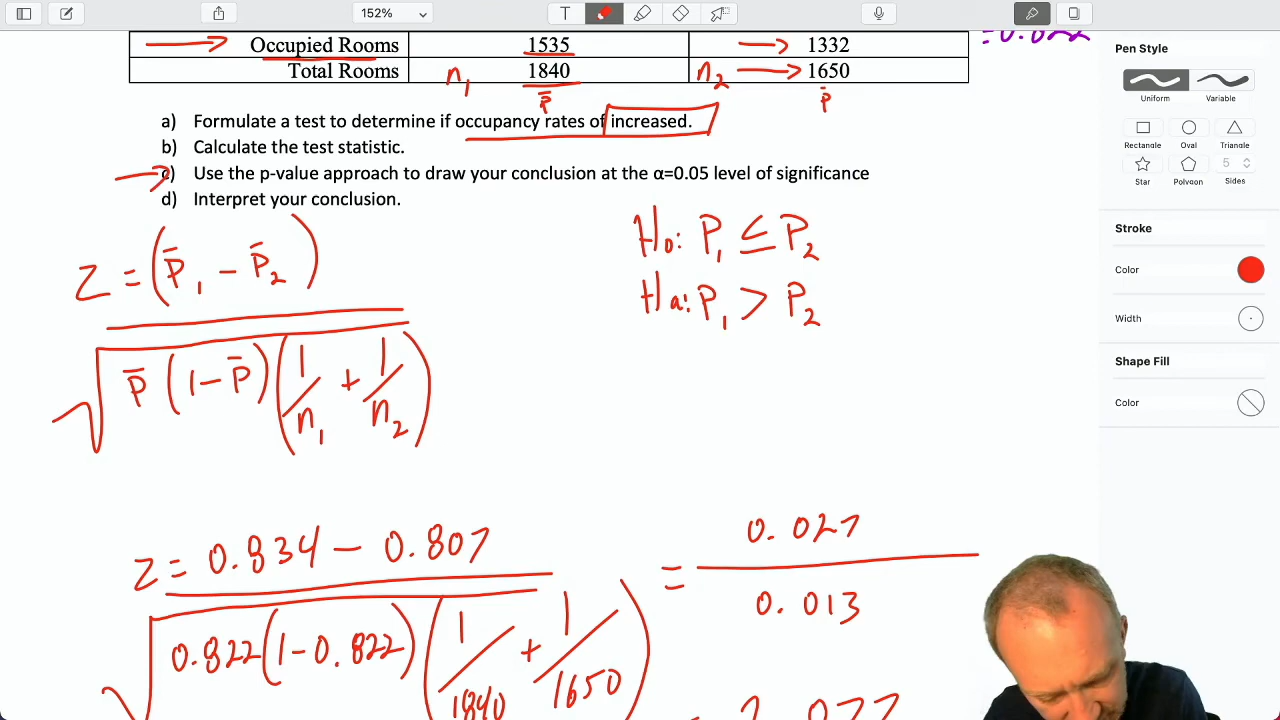 152%
T
=0.822
Pen Style
Uniform
Variable
Rectangle
Oval
Triangle
Star
Polygon
5
Sides
Stroke
Color
Width
Shape Fill
Color
Occupied Rooms 1535 1332
Total Rooms n1 1840 n2 1650
p̄ p̄
a) Formulate a test to determine if occupancy rates of increased.
b) Calculate the test statistic.
c) Use the p-value approach to draw your conclusion at the α=0.05 level of significance
d) Interpret your conclusion.
H0: P1 ≤ P2
Ha: P1 > P2
Z = (p̄1 − p̄2)
√ p̄ (1 − p̄) (1/n1 + 1/n2)
Z = 0.834 − 0.807
√ 0.822 (1 − 0.822) (1/1840 + 1/1650)
= 0.027
0.013